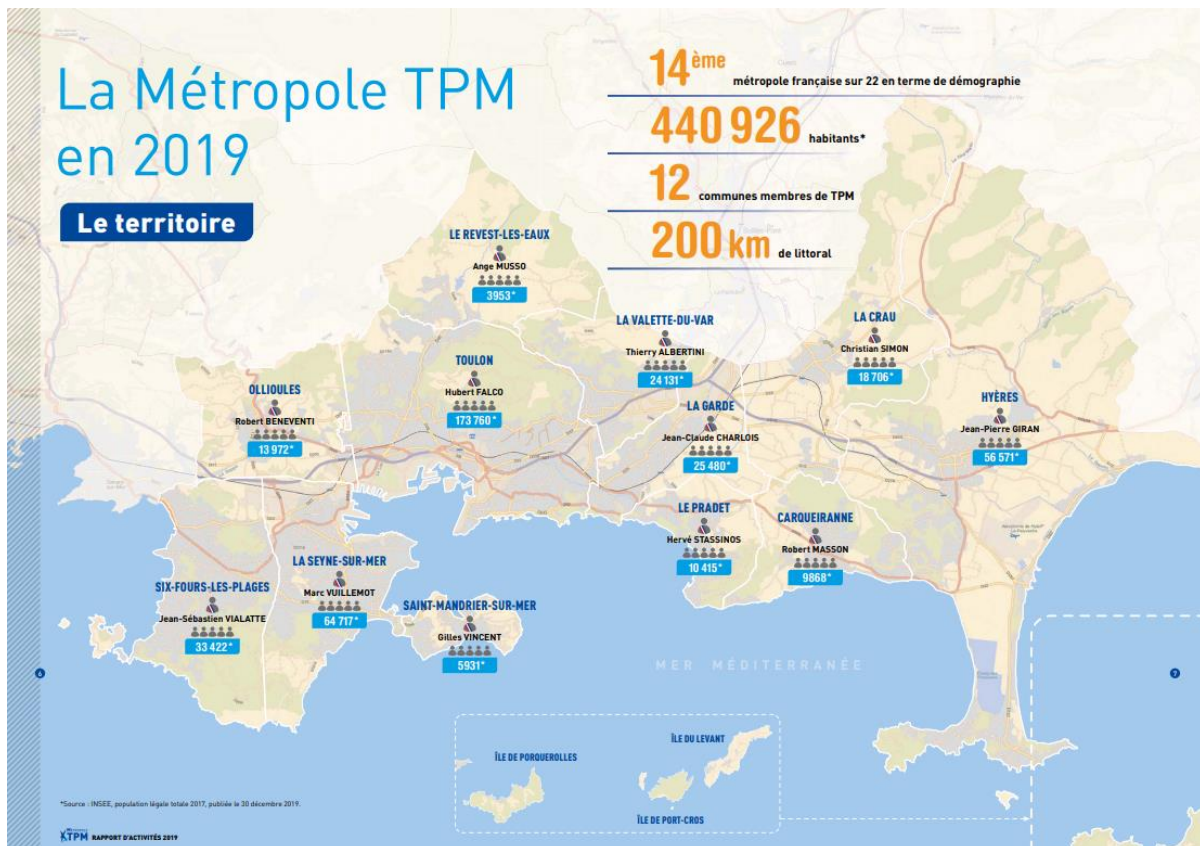 La Métropole TPM
en 2019
Le territoire
14ème métropole française sur 22 en terme de démographie
440 926 habitants*
12 communes membres de TPM
200 km de littoral
LE REVEST-LES-EAUX
Ange MUSSO
3953*
LA VALETTE-DU-VAR
Thierry ALBERTINI
24 131*
LA CRAU
Christian SIMON
18 706*
TOULON
Hubert FALCO
173 760*
OLLIOULES
Robert BENEVENTI
13 972*
LA GARDE
Jean-Claude CHARLOIS
25 480*
HYÈRES
Jean-Pierre GIRAN
56 571*
LE PRADET
Hervé STASSINOS
10 415*
CARQUEIRANNE
Robert MASSON
9868*
LA SEYNE-SUR-MER
Marc VUILLEMOT
64 717*
SIX-FOURS-LES-PLAGES
Jean-Sébastien VIALATTE
33 422*
SAINT-MANDRIER-SUR-MER
Gilles VINCENT
5931*
MER MÉDITERRANÉE
6
7
ÎLE DU LEVANT
ÎLE DE PORQUEROLLES
ÎLE DE PORT-CROS
*Source : INSEE, population légale totale 2017, publiée le 30 décembre 2019.
TPM RAPPORT D'ACTIVITÉS 2019